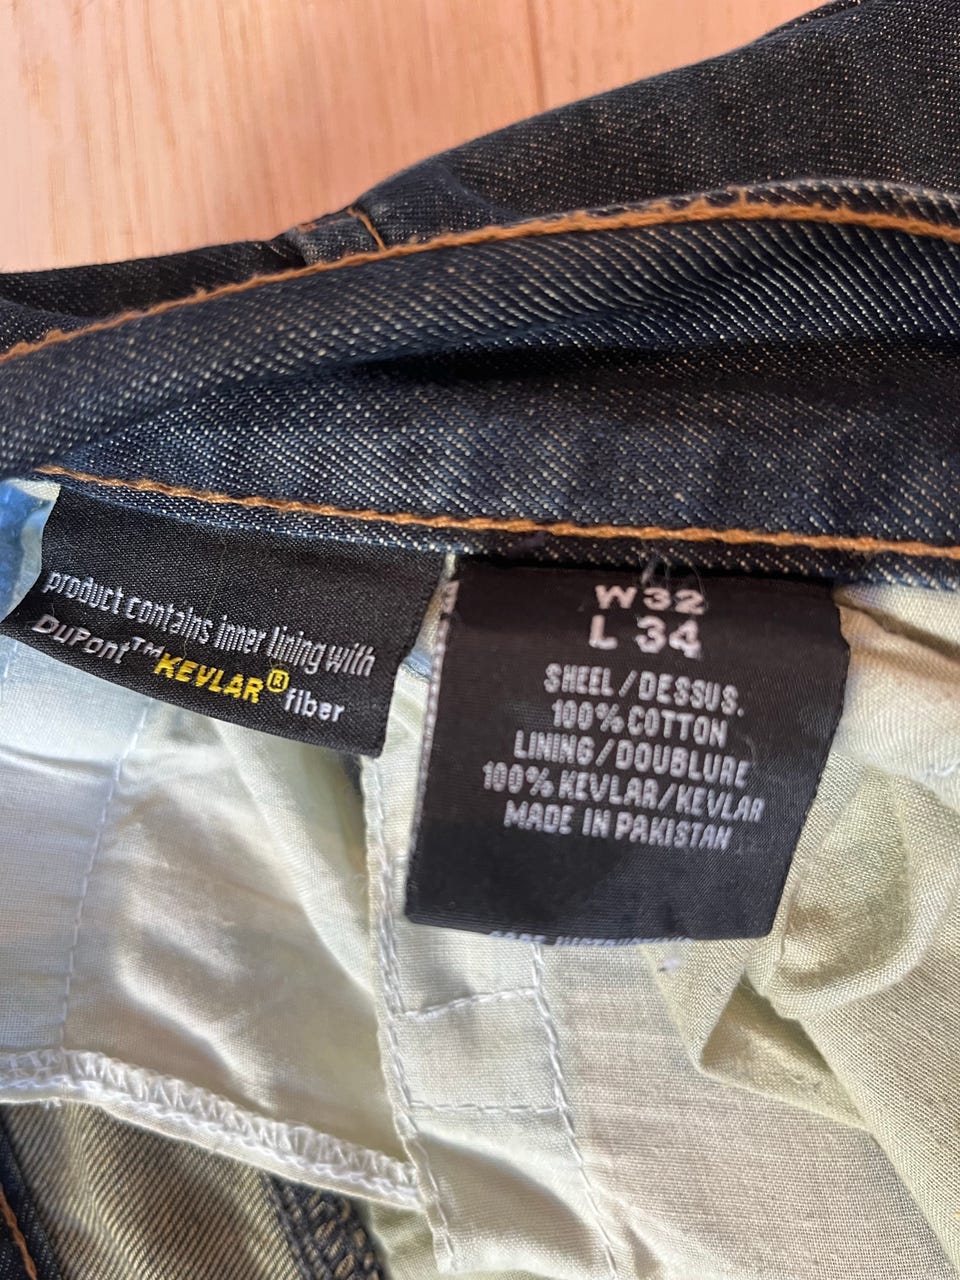 product contains inner lining with
DuPont™ KEVLAR® fiber
W 32
L 34
SHEEL/DESSUS.
100% COTTON
LINING/DOUBLURE
100% KEVLAR/KEVLAR
MADE IN PAKISTAN